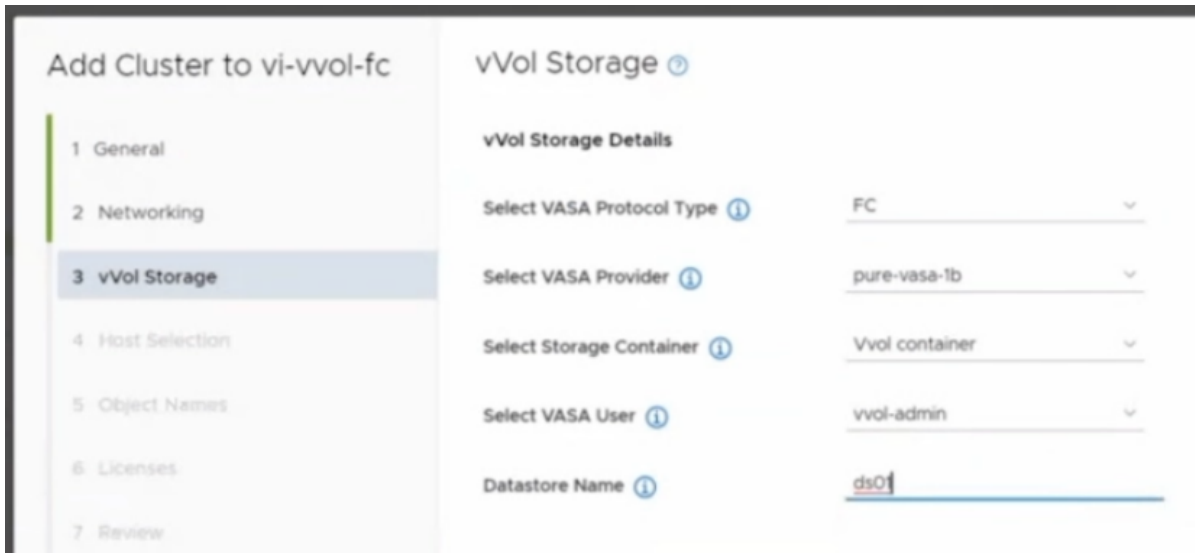 Add Cluster to vi-vvol-fc
1 General
2 Networking
3 vVol Storage
4 Host Selection
5 Object Names
6 Licenses
7 Review
vVol Storage
vVol Storage Details
Select VASA Protocol Type FC
Select VASA Provider pure-vasa-1b
Select Storage Container Vvol container
Select VASA User vvol-admin
Datastore Name ds01